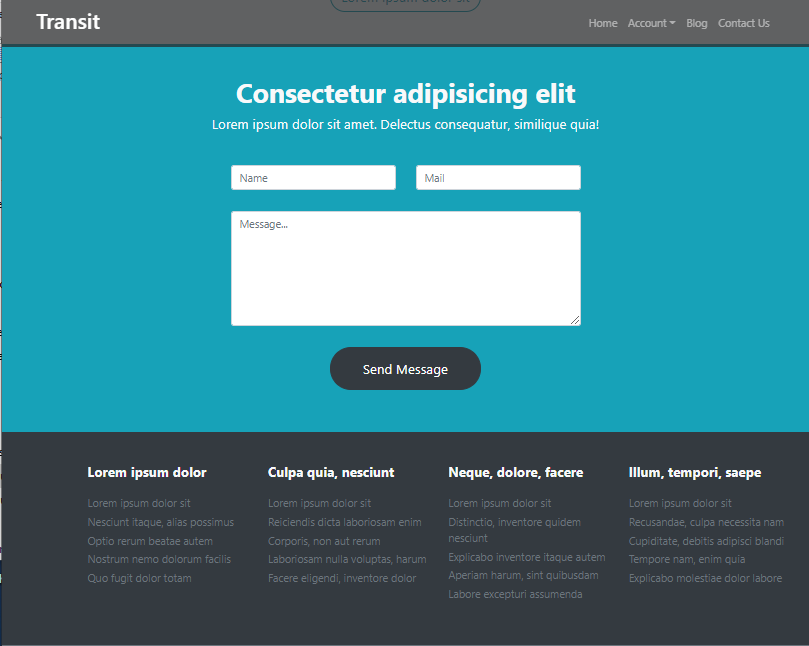 Transit
Home Account Blog Contact Us
Consectetur adipisicing elit
Lorem ipsum dolor sit amet. Delectus consequatur, similique quia!
Name
Mail
Message...
Send Message
Lorem ipsum dolor
Lorem ipsum dolor sit
Nesciunt itaque, alias possimus
Optio rerum beatae autem
Nostrum nemo dolorum facilis
Quo fugit dolor totam
Culpa quia, nesciunt
Lorem ipsum dolor sit
Reiciendis dicta laboriosam enim
Corporis, non aut rerum
Laboriosam nulla voluptas, harum
Facere eligendi, inventore dolor
Neque, dolore, facere
Lorem ipsum dolor sit
Distinctio, inventore quidem
nesciunt
Explicabo inventore itaque autem
Aperiam harum, sint quibusdam
Labore excepturi assumenda
Illum, tempori, saepe
Lorem ipsum dolor sit
Recusandae, culpa necessita nam
Cupiditate, debitis adipisci blandi
Tempore nam, enim quia
Explicabo molestiae dolor labore